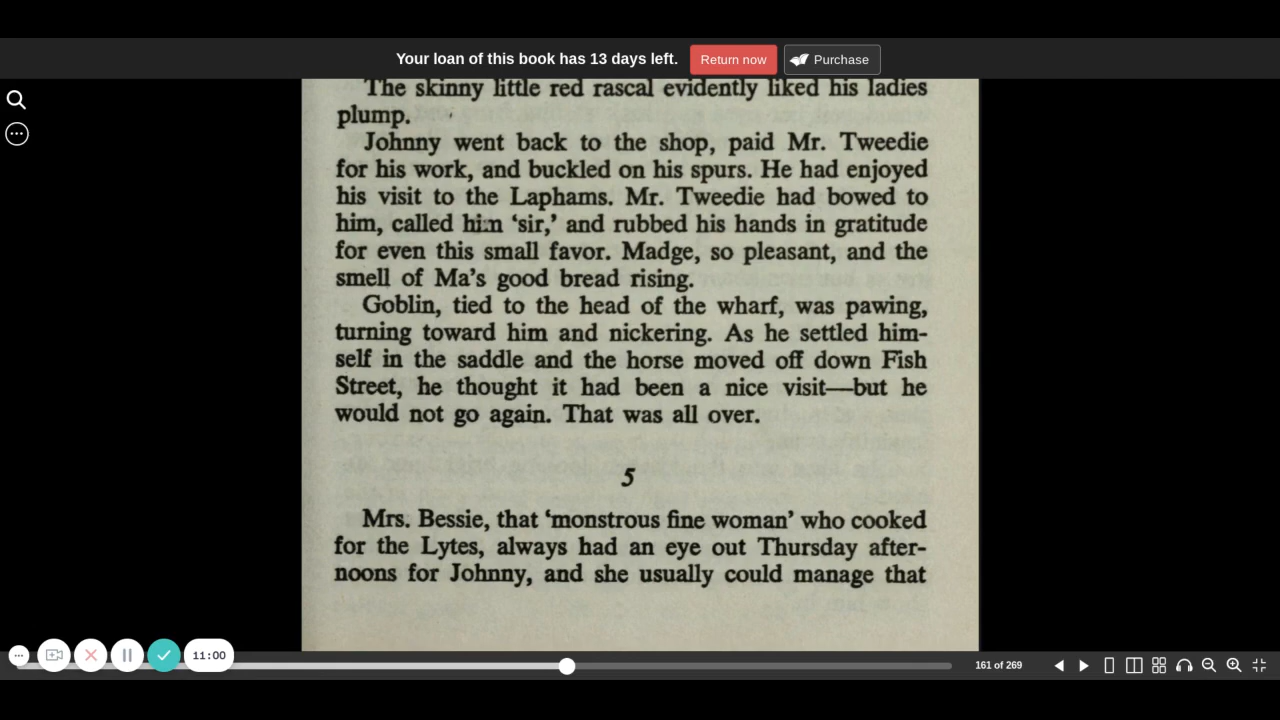 Your loan of this book has 13 days left. Return now Purchase
The skinny little red rascal evidently liked his ladies
plump.
Johnny went back to the shop, paid Mr. Tweedie
for his work, and buckled on his spurs. He had enjoyed
his visit to the Laphams. Mr. Tweedie had bowed to
him, called him ‘sir,’ and rubbed his hands in gratitude
for even this small favor. Madge, so pleasant, and the
smell of Ma’s good bread rising.
Goblin, tied to the head of the wharf, was pawing,
turning toward him and nickering. As he settled him-
self in the saddle and the horse moved off down Fish
Street, he thought it had been a nice visit—but he
would not go again. That was all over.
5
Mrs. Bessie, that ‘monstrous fine woman’ who cooked
for the Lytes, always had an eye out Thursday after-
noons for Johnny, and she usually could manage that
11:00
161 of 269